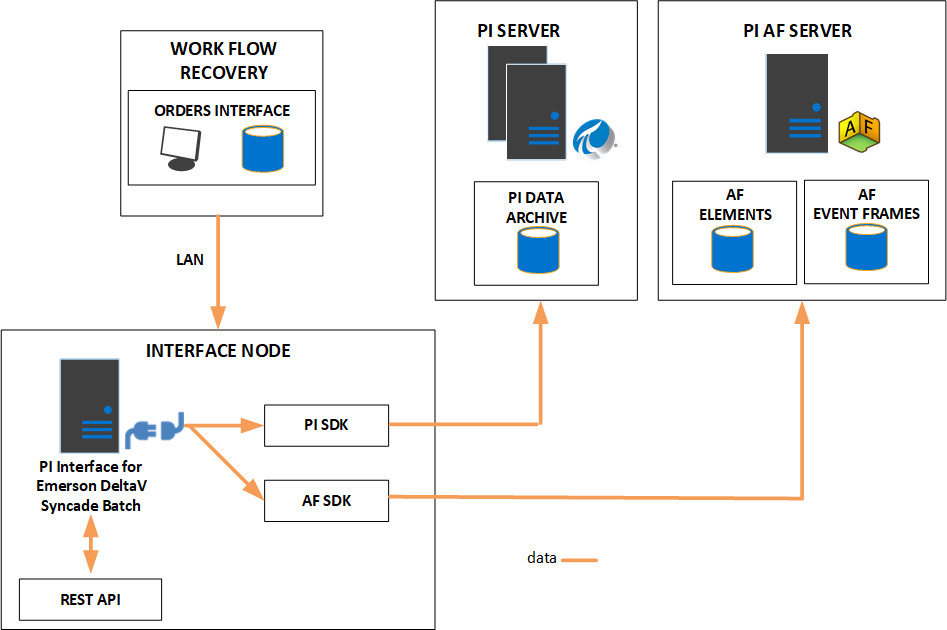 WORK FLOW
RECOVERY
ORDERS INTERFACE
PI SERVER
PI DATA
ARCHIVE
PI AF SERVER
A F
AF
ELEMENTS
AF
EVENT FRAMES
LAN
INTERFACE NODE
PI Interface for
Emerson DeltaV
Syncade Batch
PI SDK
AF SDK
REST API
data